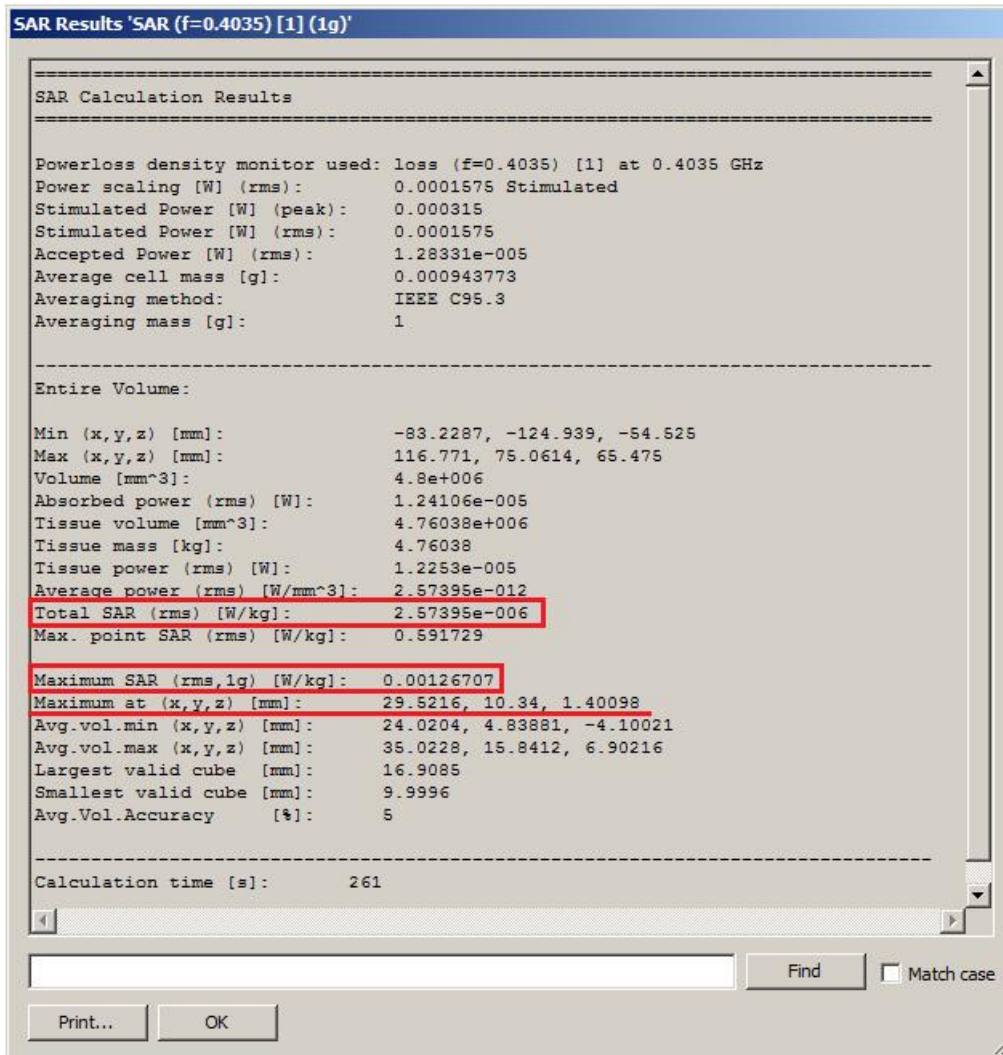 SAR Results 'SAR (f=0.4035) [1] (1g)'
SAR Calculation Results
Powerloss density monitor used: loss (f=0.4035) [1] at 0.4035 GHz
Power scaling [W] (rms): 0.0001575 Stimulated
Stimulated Power [W] (peak): 0.000315
Stimulated Power [W] (rms): 0.0001575
Accepted Power [W] (rms): 1.28331e-005
Average cell mass [g]: 0.000943773
Averaging method: IEEE C95.3
Averaging mass [g]: 1
Entire Volume:
Min (x,y,z) [mm]: -83.2287, -124.939, -54.525
Max (x,y,z) [mm]: 116.771, 75.0614, 65.475
Volume [mm^3]: 4.8e+006
Absorbed power (rms) [W]: 1.24106e-005
Tissue volume [mm^3]: 4.76038e+006
Tissue mass [kg]: 4.76038
Tissue power (rms) [W]: 1.2253e-005
Average power (rms) [W/mm^3]: 2.57395e-012
Total SAR (rms) [W/kg]: 2.57395e-006
Max. point SAR (rms) [W/kg]: 0.591729
Maximum SAR (rms,1g) [W/kg]: 0.00126707
Maximum at (x,y,z) [mm]: 29.5216, 10.34, 1.40098
Avg.vol.min (x,y,z) [mm]: 24.0204, 4.83881, -4.10021
Avg.vol.max (x,y,z) [mm]: 35.0228, 15.8412, 6.90216
Largest valid cube [mm]: 16.9085
Smallest valid cube [mm]: 9.9996
Avg.Vol.Accuracy [%]: 5
Calculation time [s]: 261
Find
Match case
Print...
OK